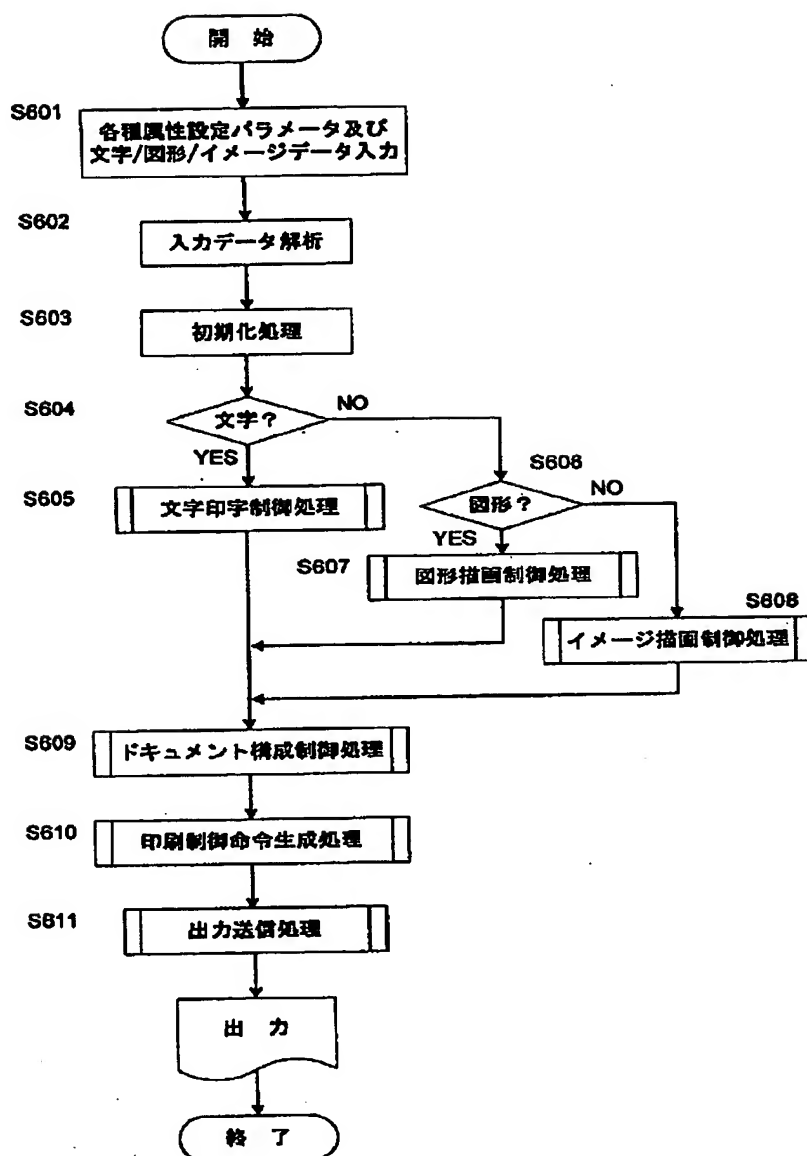 開 始
S601
各種属性設定パラメータ及び
文字/図形/イメージデータ入力
S602
入力データ解析
S603
初期化処理
S604
文字？
NO
YES
S605
文字印字制御処理
S606
図形？
NO
YES
S607
図形描画制御処理
S608
イメージ描画制御処理
S609
ドキュメント構成制御処理
S610
印刷制御命令生成処理
S611
出力送信処理
出 力
終 了